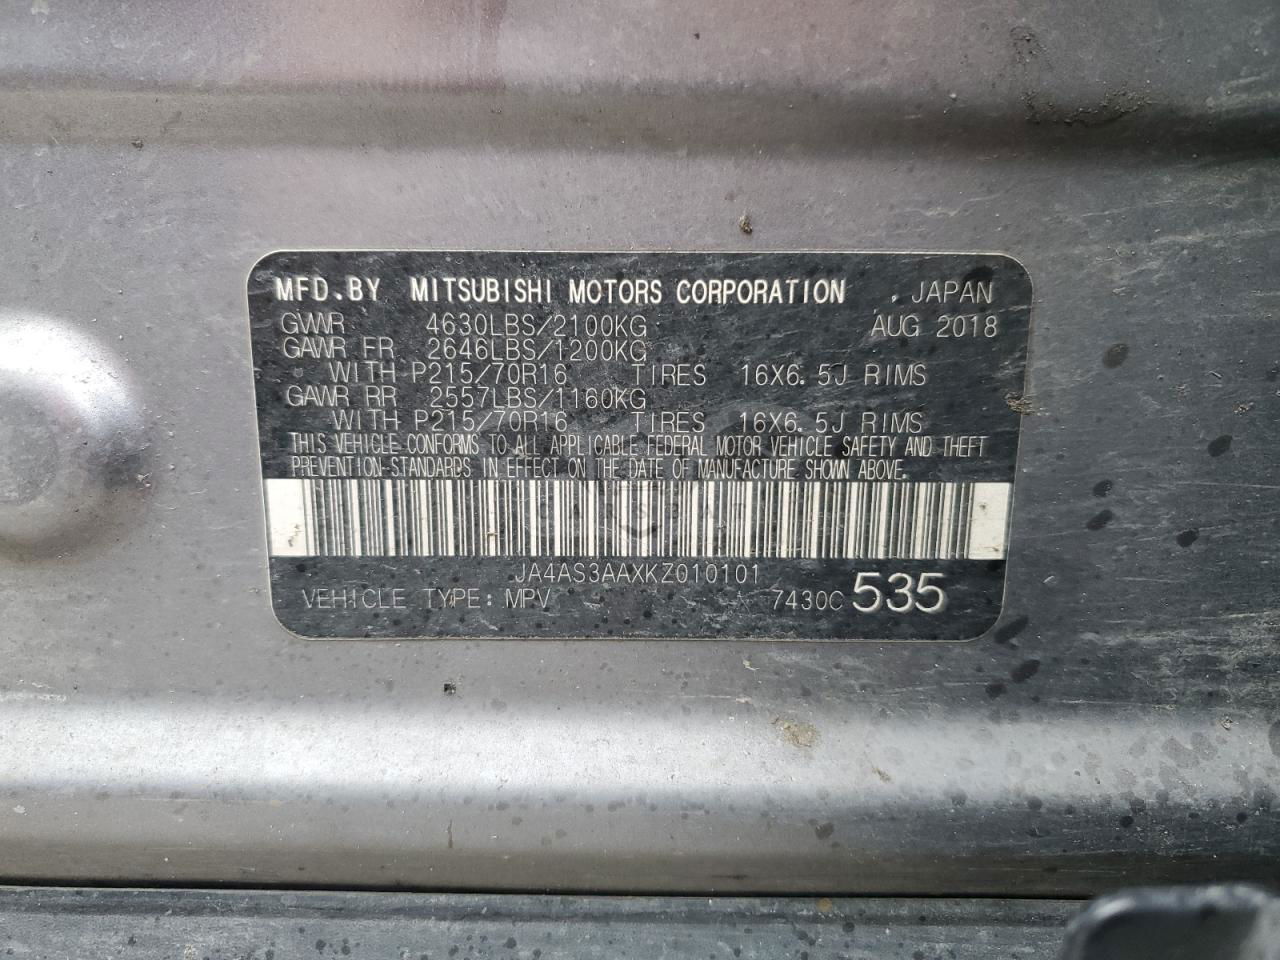 MFD.BY MITSUBISHI MOTORS CORPORATION . JAPAN
GVWR 4630LBS/2100KG AUG 2018
GAWR FR 2646LBS/1200KG
WITH P215/70R16 TIRES 16X6.5J RIMS
GAWR RR 2557LBS/1160KG
WITH P215/70R16 TIRES 16X6.5J RIMS
THIS VEHICLE CONFORMS TO ALL APPLICABLE FEDERAL MOTOR VEHICLE SAFETY AND THEFT
PREVENTION STANDARDS IN EFFECT ON THE DATE OF MANUFACTURE SHOWN ABOVE.
JA4AS3AAXKZ010101
VEHICLE TYPE: MPV 7430C 535